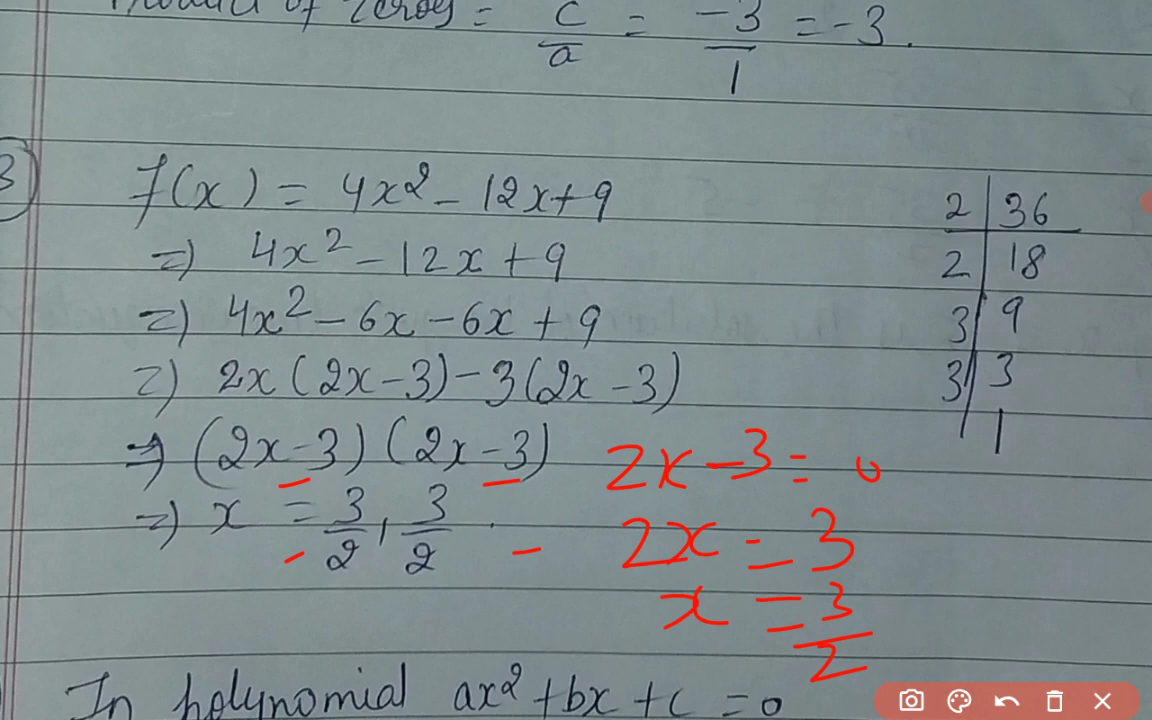 Product of zeroes = c/a = -3/1 = -3.
3) f(x) = 4x² - 12x + 9
=) 4x² - 12x + 9
=) 4x² - 6x - 6x + 9
=) 2x (2x - 3) - 3 (2x - 3)
=) (2x - 3) (2x - 3)
=) x = 3/2, 3/2.
2 | 36
2 | 18
3 | 9
3 | 3
1
2x - 3 = 0
2x = 3
x = 3/2
In polynomial ax² + bx + c = 0